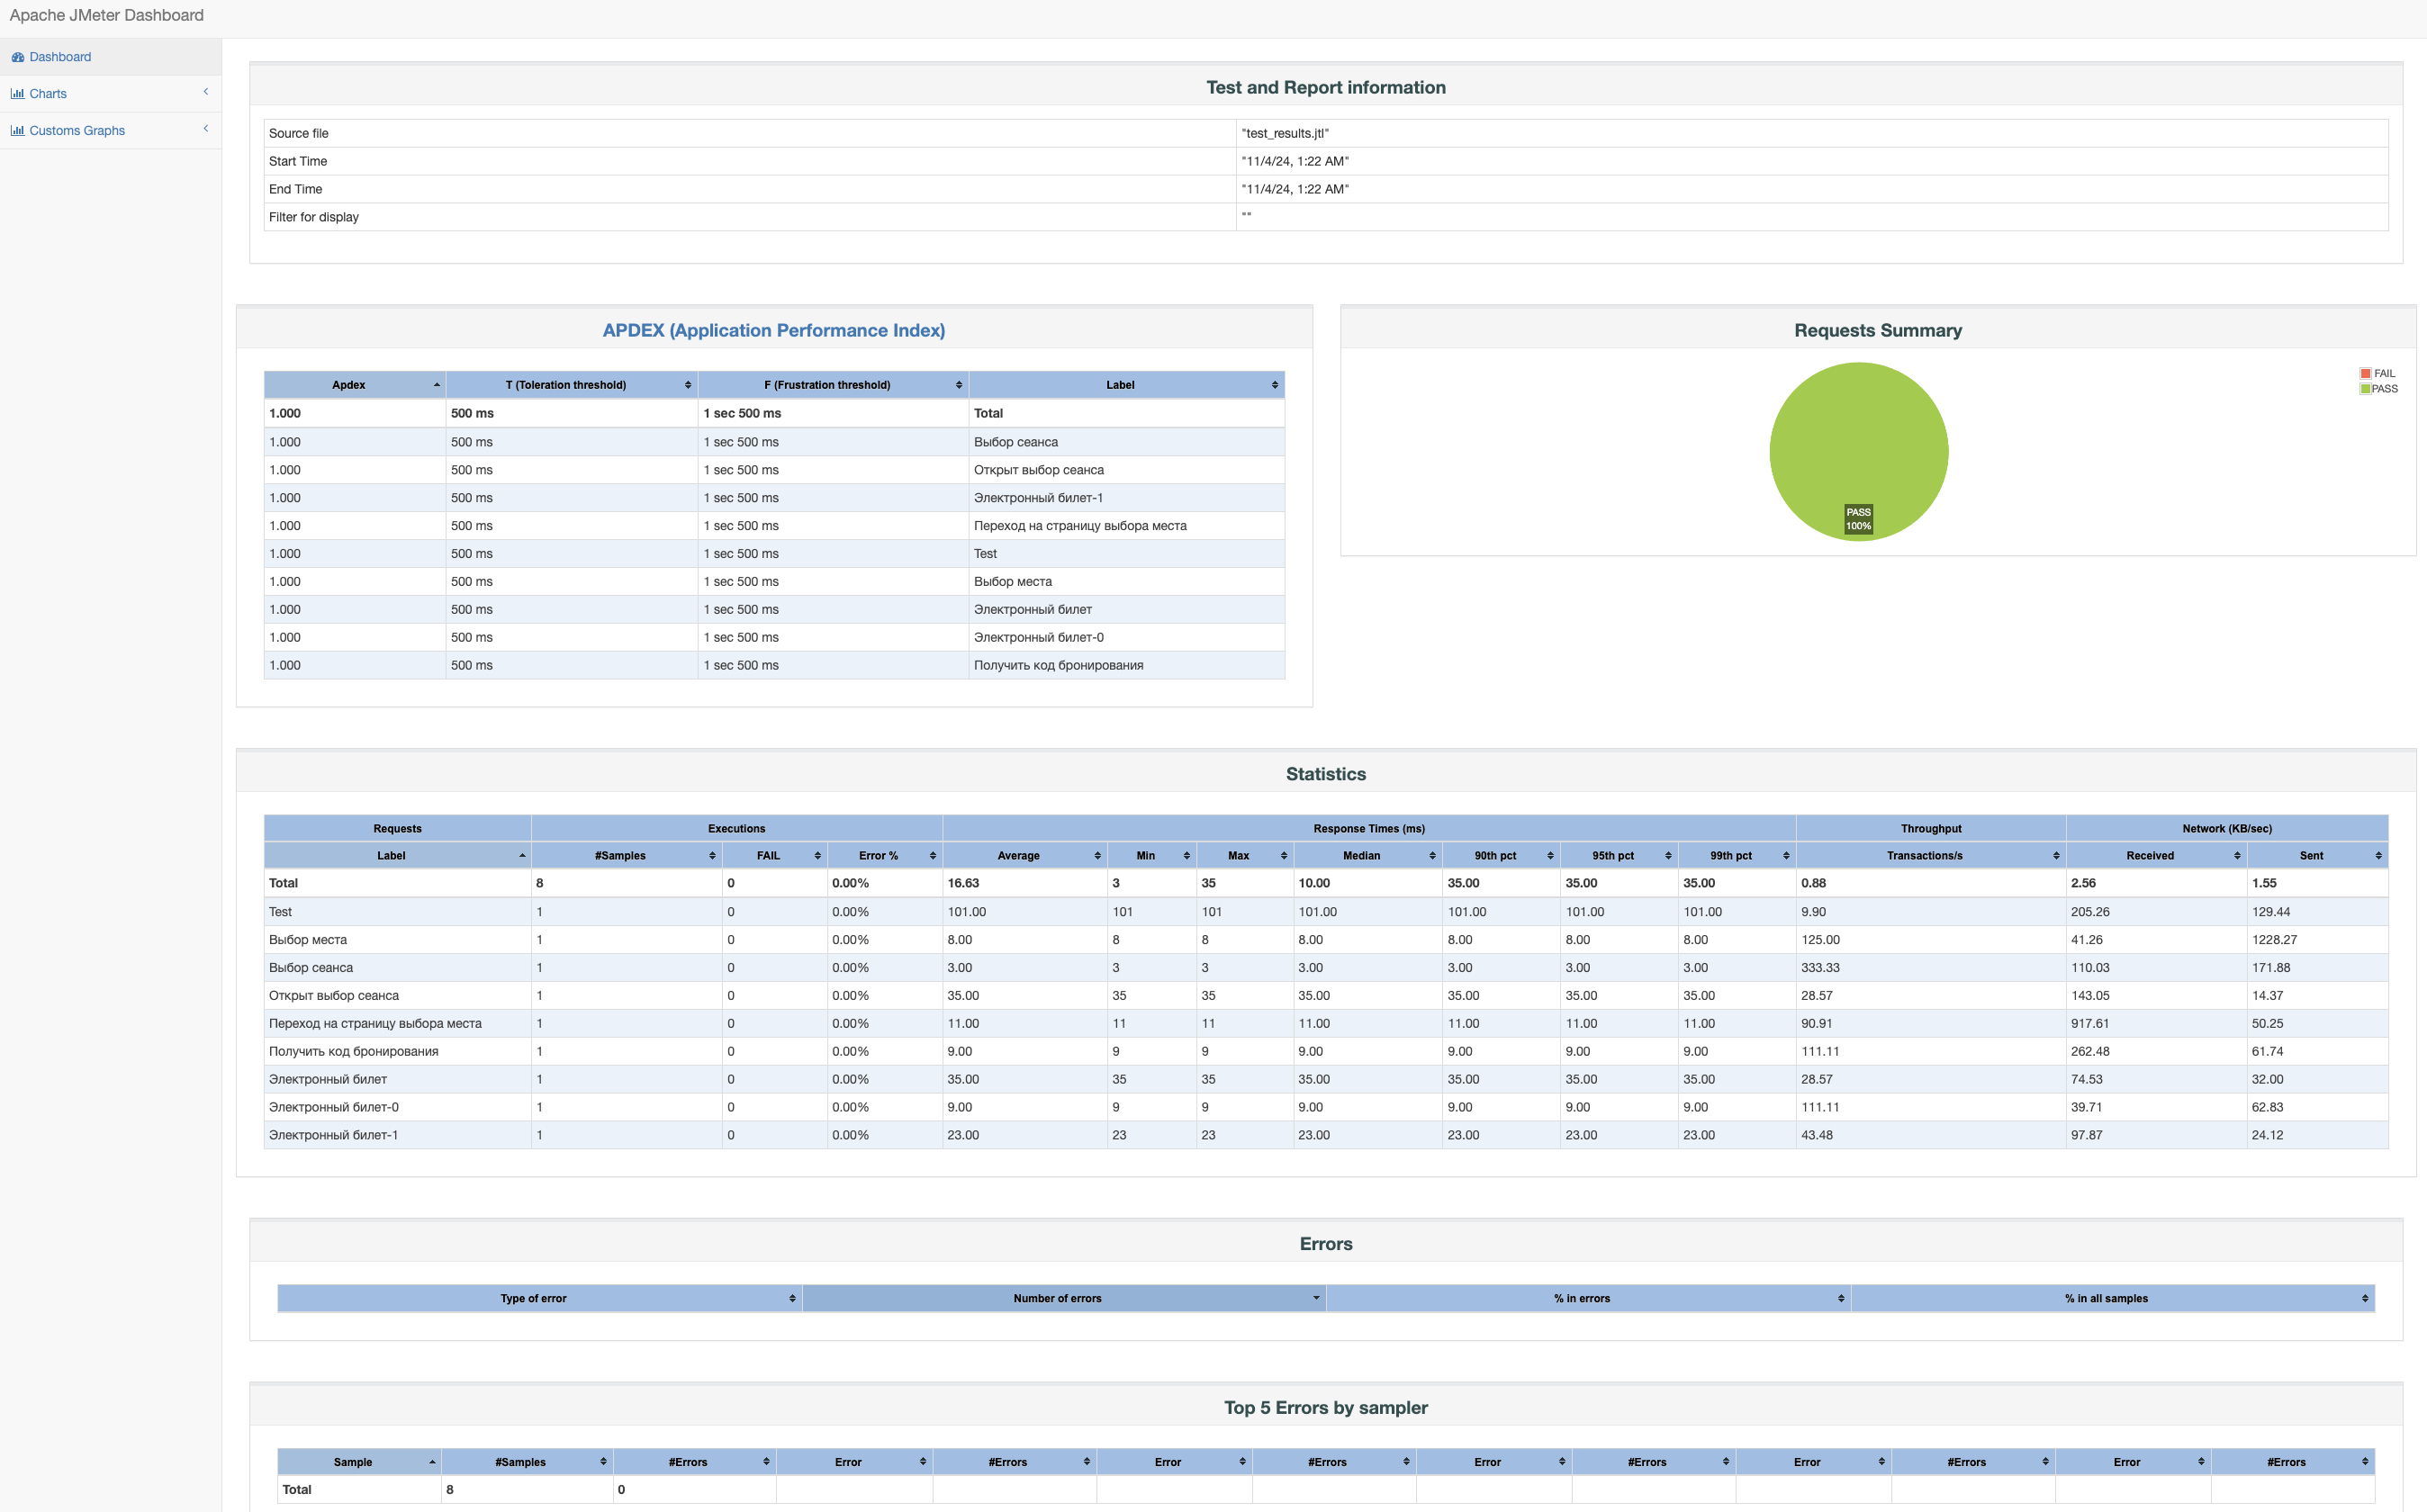 Apache JMeter Dashboard
Dashboard
Charts
Customs Graphs
Test and Report information
Source file "test_results.jtl"
Start Time "11/4/24, 1:22 AM"
End Time "11/4/24, 1:22 AM"
Filter for display ""
APDEX (Application Performance Index)
Apdex T (Toleration threshold) F (Frustration threshold) Label
1.000 500 ms 1 sec 500 ms Total
1.000 500 ms 1 sec 500 ms Выбор сеанса
1.000 500 ms 1 sec 500 ms Открыт выбор сеанса
1.000 500 ms 1 sec 500 ms Электронный билет-1
1.000 500 ms 1 sec 500 ms Переход на страницу выбора места
1.000 500 ms 1 sec 500 ms Test
1.000 500 ms 1 sec 500 ms Выбор места
1.000 500 ms 1 sec 500 ms Электронный билет
1.000 500 ms 1 sec 500 ms Электронный билет-0
1.000 500 ms 1 sec 500 ms Получить код бронирования
Requests Summary
FAIL
PASS
PASS
100%
Statistics
Requests Executions Response Times (ms) Throughput Network (KB/sec)
Label #Samples FAIL Error % Average Min Max Median 90th pct 95th pct 99th pct Transactions/s Received Sent
Total 8 0 0.00% 16.63 3 35 10.00 35.00 35.00 35.00 0.88 2.56 1.55
Test 1 0 0.00% 101.00 101 101 101.00 101.00 101.00 101.00 9.90 205.26 129.44
Выбор места 1 0 0.00% 8.00 8 8 8.00 8.00 8.00 8.00 125.00 41.26 1228.27
Выбор сеанса 1 0 0.00% 3.00 3 3 3.00 3.00 3.00 3.00 333.33 110.03 171.88
Открыт выбор сеанса 1 0 0.00% 35.00 35 35 35.00 35.00 35.00 35.00 28.57 143.05 14.37
Переход на страницу выбора места 1 0 0.00% 11.00 11 11 11.00 11.00 11.00 11.00 90.91 917.61 50.25
Получить код бронирования 1 0 0.00% 9.00 9 9 9.00 9.00 9.00 9.00 111.11 262.48 61.74
Электронный билет 1 0 0.00% 35.00 35 35 35.00 35.00 35.00 35.00 28.57 74.53 32.00
Электронный билет-0 1 0 0.00% 9.00 9 9 9.00 9.00 9.00 9.00 111.11 39.71 62.83
Электронный билет-1 1 0 0.00% 23.00 23 23 23.00 23.00 23.00 23.00 43.48 97.87 24.12
Errors
Type of error Number of errors % in errors % in all samples
Top 5 Errors by sampler
Sample #Samples #Errors Error #Errors Error #Errors Error #Errors Error #Errors Error #Errors
Total 8 0